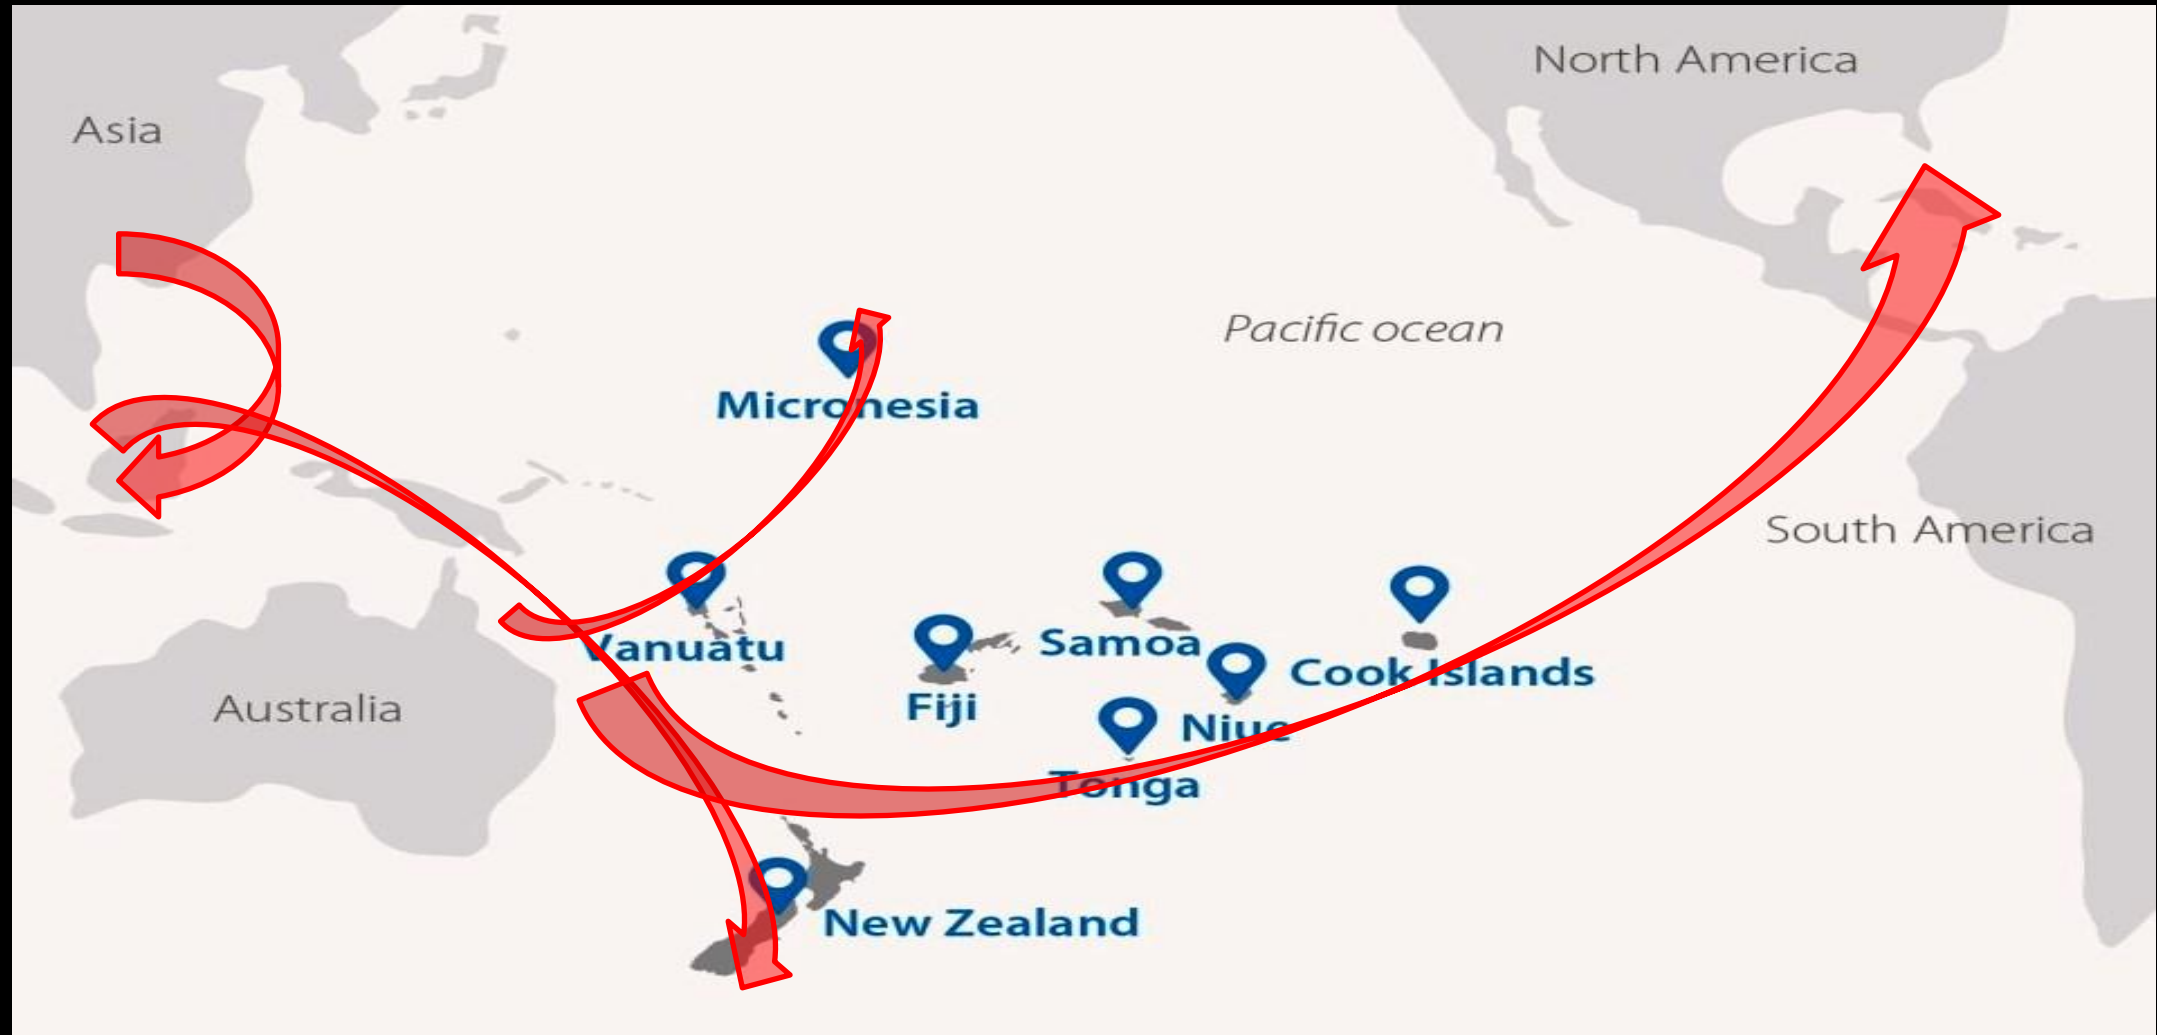 North America
Asia
Pacific ocean
Micronesia
South America
Vanuatu
Samoa
Cook Islands
Australia
Fiji
Niue
Tonga
New Zealand